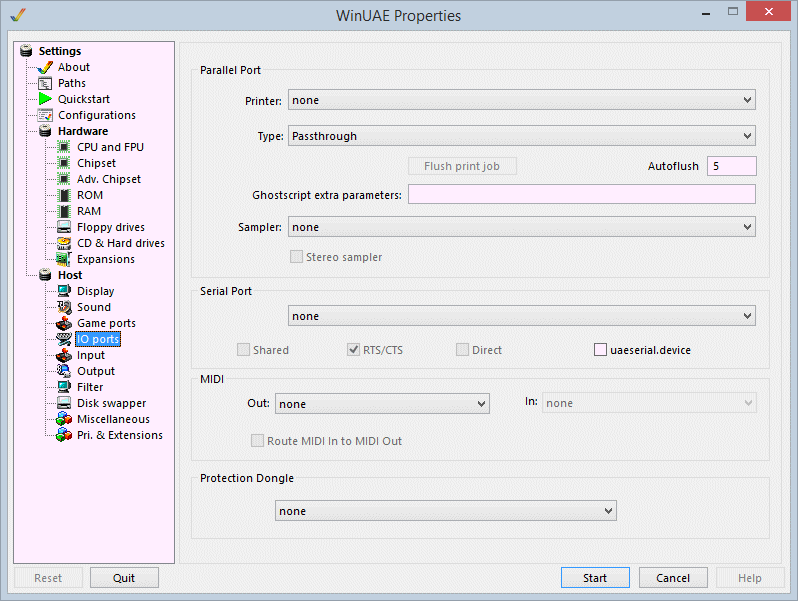 WinUAE Properties
Settings
About
Paths
Quickstart
Configurations
Hardware
CPU and FPU
Chipset
Adv. Chipset
ROM
RAM
Floppy drives
CD & Hard drives
Expansions
Host
Display
Sound
Game ports
IO ports
Input
Output
Filter
Disk swapper
Miscellaneous
Pri. & Extensions
Parallel Port
Printer: none
Type: Passthrough
Flush print job Autoflush 5
Ghostscript extra parameters:
Sampler: none
Stereo sampler
Serial Port
none
Shared RTS/CTS Direct uaeserial.device
MIDI
Out: none In: none
Route MIDI In to MIDI Out
Protection Dongle
none
Reset Quit Start Cancel Help